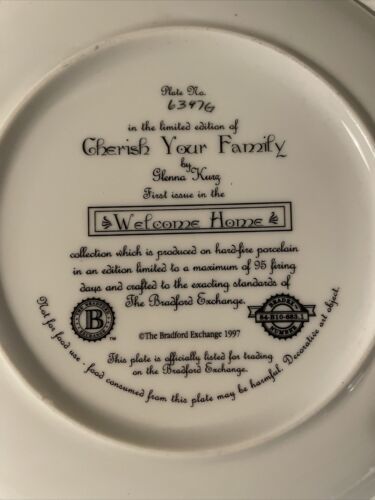 Plate No.
6347G
in the limited edition of
Cherish Your Family
by
Glenna Kurz
First issue in the
Welcome Home
collection which is produced on hard-fire porcelain
in an edition limited to a maximum of 95 firing
days and crafted to the exacting standards of
The Bradford Exchange.
B
TM
BRADEX
84-B10-683.1
NUMBER
©The Bradford Exchange 1997
This plate is officially listed for trading
on the Bradford Exchange.
Not for food use - food consumed from this plate may be harmful. Decorative art object.